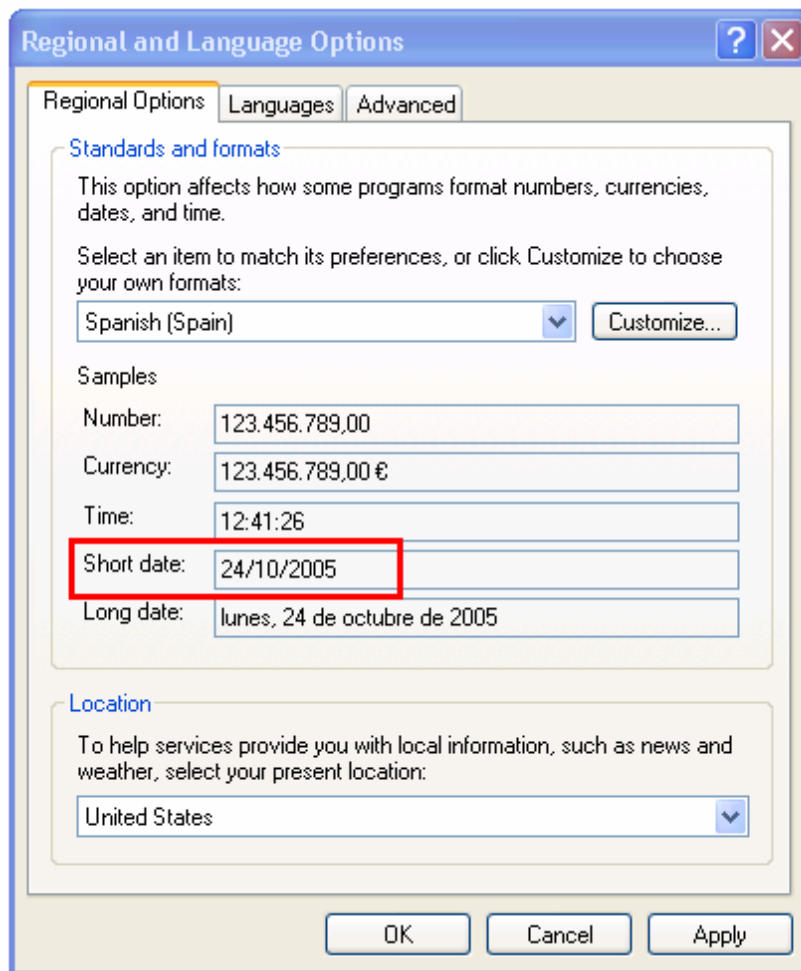 Regional and Language Options
Regional Options Languages Advanced
Standards and formats
This option affects how some programs format numbers, currencies,
dates, and time.
Select an item to match its preferences, or click Customize to choose
your own formats:
Spanish (Spain) Customize...
Samples
Number: 123.456.789,00
Currency: 123.456.789,00 €
Time: 12:41:26
Short date: 24/10/2005
Long date: lunes, 24 de octubre de 2005
Location
To help services provide you with local information, such as news and
weather, select your present location:
United States
OK Cancel Apply